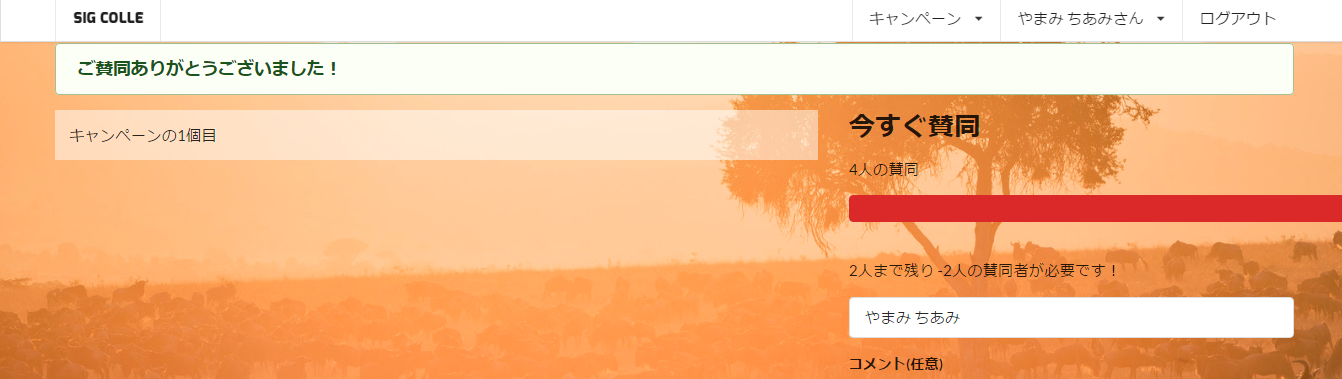 SIG COLLE
キャンペーン
やまみ ちあみさん
ログアウト
ご賛同ありがとうございました！
キャンペーンの1個目
今すぐ賛同
4人の賛同
2人まで残り -2人の賛同者が必要です！
やまみ ちあみ
コメント(任意)